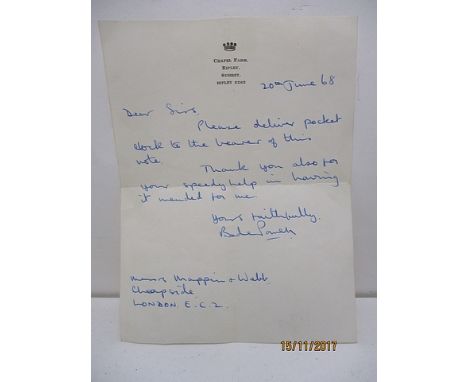 CHAPEL FARM,
RIPLEY,
SURREY.
20th June 68
Dear Sirs,
Please deliver pocket
clock to the bearer of this
note.
Thank you also for
your speedy help in having
it mended for me.
Yours faithfully.
Messrs Mappin + Webb
Cheapside
LONDON. E.C.2.
15/11/2017